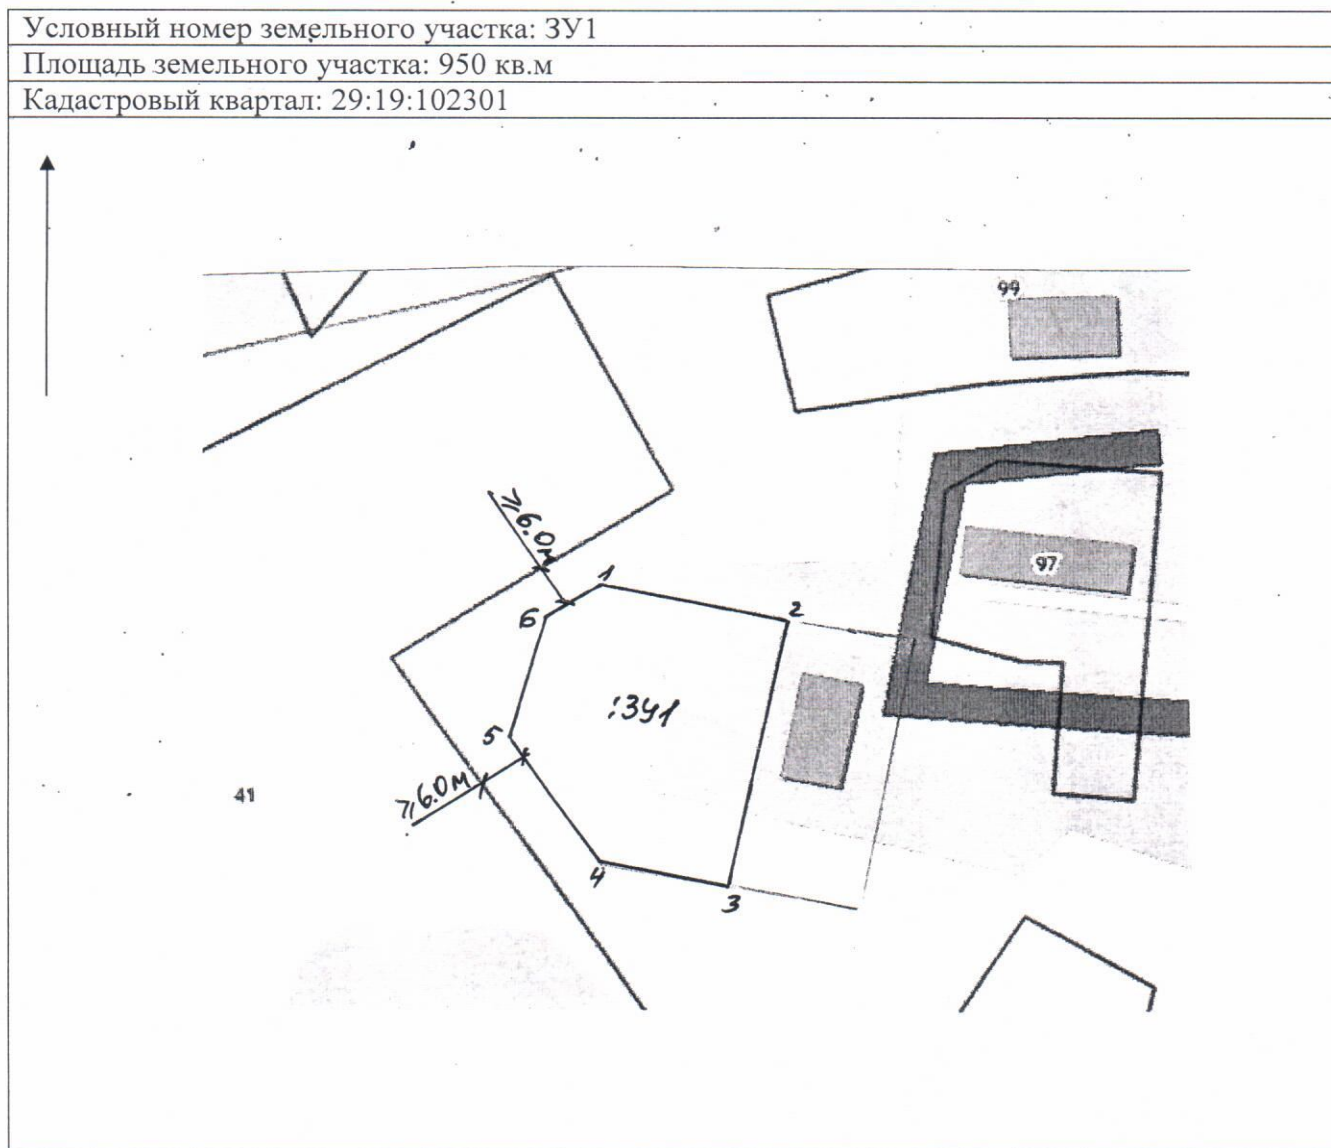 Условный номер земельного участка: ЗУ1
Площадь земельного участка: 950 кв.м
Кадастровый квартал: 29:19:102301
99
≥6.0м
97
1
2
6
:ЗУ1
5
≥6.0м
41
4
3